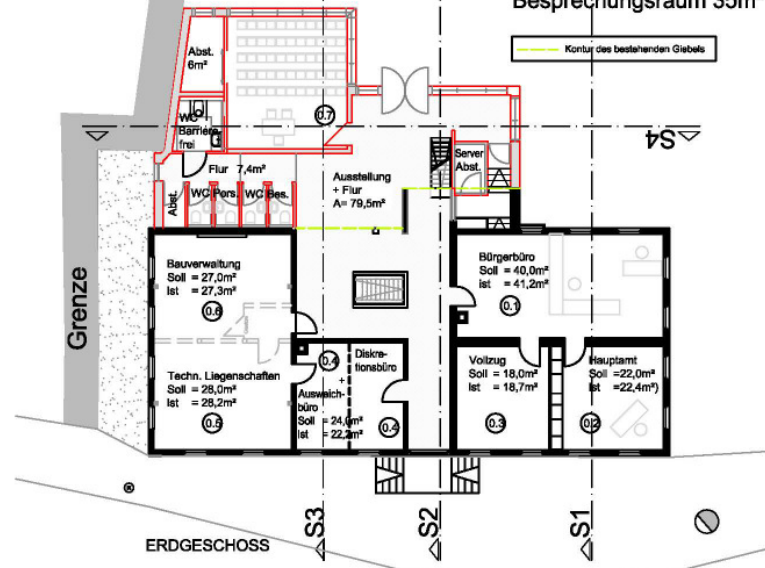 Besprechungsraum 35m²
Kontur des bestehenden Giebels
Abst.
6m²
WC
Barriere
frei
0.7
S4
Flur 7,4m²
Server
Abst.
Ausstellung
+ Flur
A= 79,5m²
Abst.
WC Pers.
WC Bes.
Grenze
Bauverwaltung
Soll = 27,0m²
Ist = 27,3m²
0.6
Bürgerbüro
Soll = 40,0m²
Ist = 41,2m²
0.1
Techn. Liegenschaften
Soll = 28,0m²
Ist = 28,2m²
0.5
0.4
Diskre-
tionsbüro
+
Ausweich-
büro
Soll = 24,0m²
Ist = 22,2m²
0.4
Vollzug
Soll = 18,0m²
Ist = 18,7m²
0.3
Hauptamt
Soll =22,0m²
Ist =22,4m²)
0.2
S3
S2
S1
ERDGESCHOSS